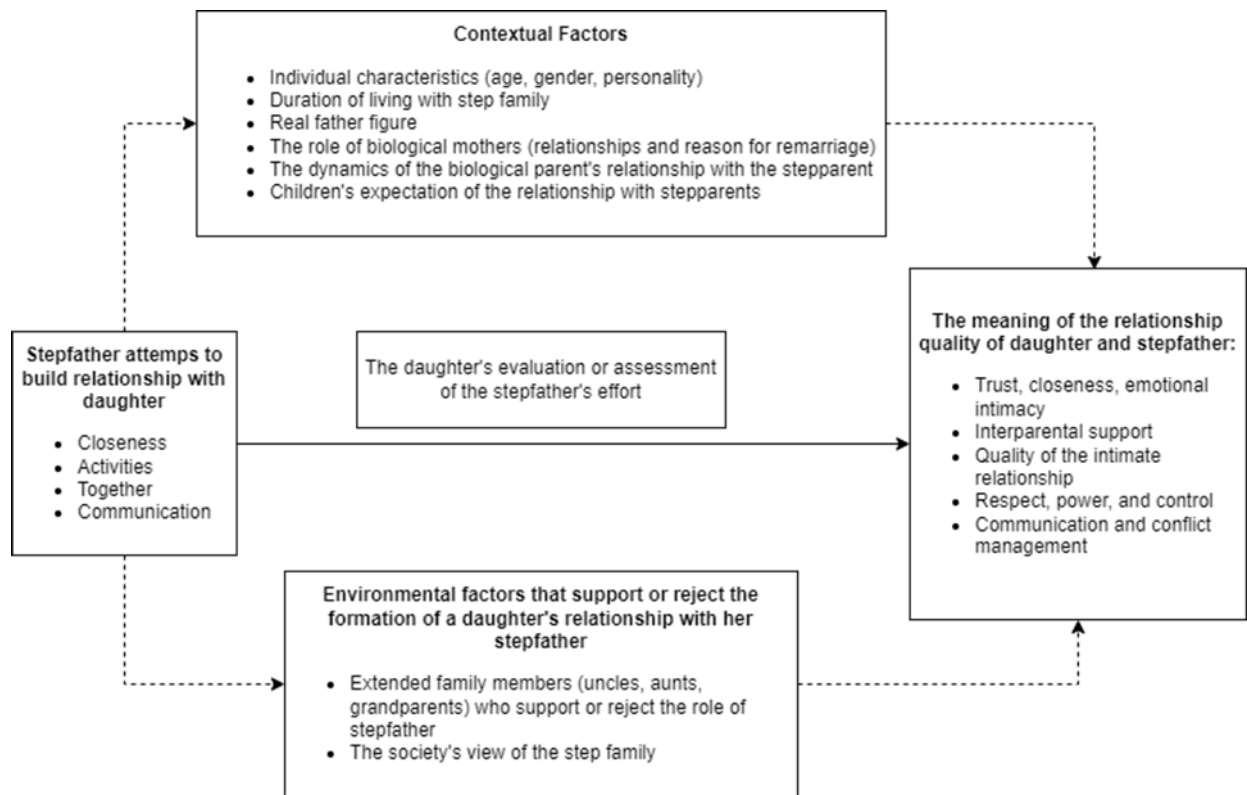 Contextual Factors
• Individual characteristics (age, gender, personality)
• Duration of living with step family
• Real father figure
• The role of biological mothers (relationships and reason for remarriage)
• The dynamics of the biological parent's relationship with the stepparent
• Children's expectation of the relationship with stepparents
Stepfather attemps to
build relationship with
daughter
• Closeness
• Activities
• Together
• Communication
The daughter's evaluation or assessment
of the stepfather's effort
The meaning of the relationship
quality of daughter and stepfather:
• Trust, closeness, emotional
intimacy
• Interparental support
• Quality of the intimate
relationship
• Respect, power, and control
• Communication and conflict
management
Environmental factors that support or reject the
formation of a daughter's relationship with her
stepfather
• Extended family members (uncles, aunts,
grandparents) who support or reject the role of
stepfather
• The society's view of the step family